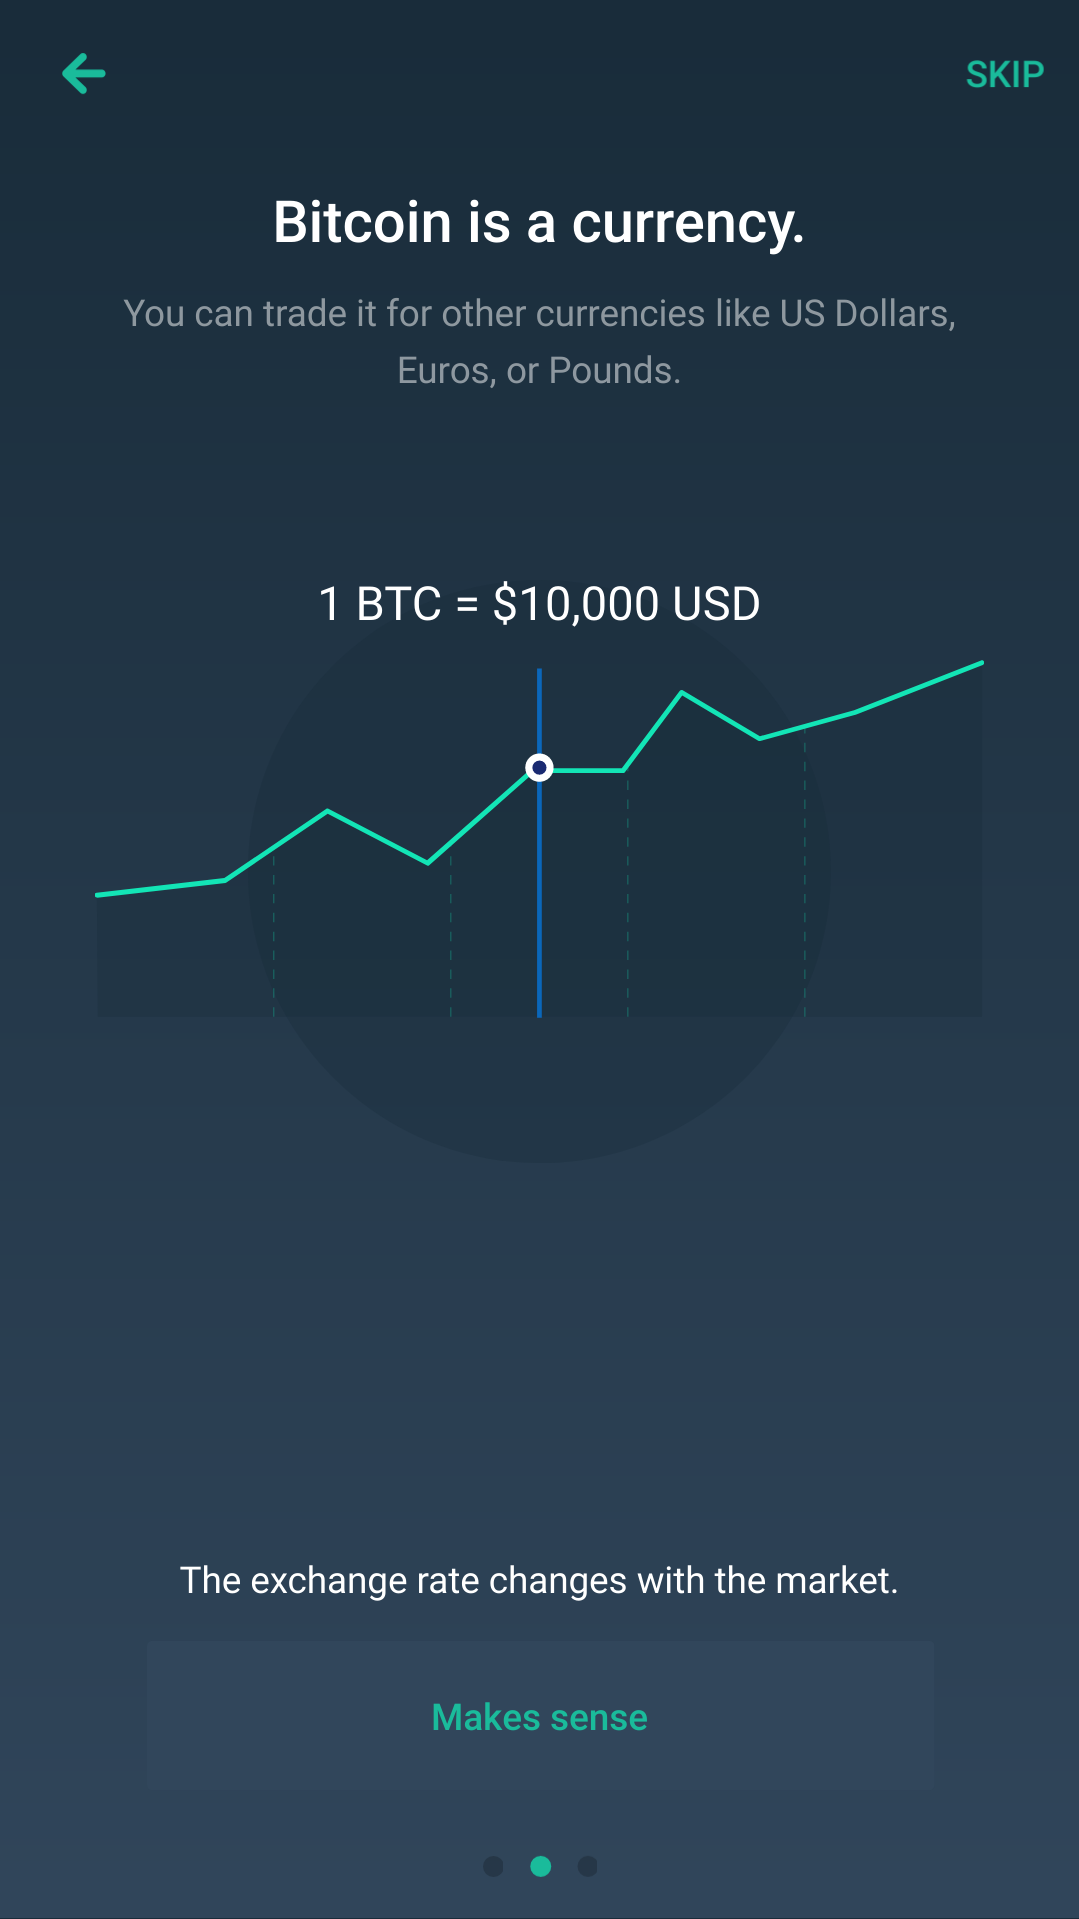 SKIP
Bitcoin is a currency.
You can trade it for other currencies like US Dollars,
Euros, or Pounds.
1 BTC = $10,000 USD
The exchange rate changes with the market.
Makes sense